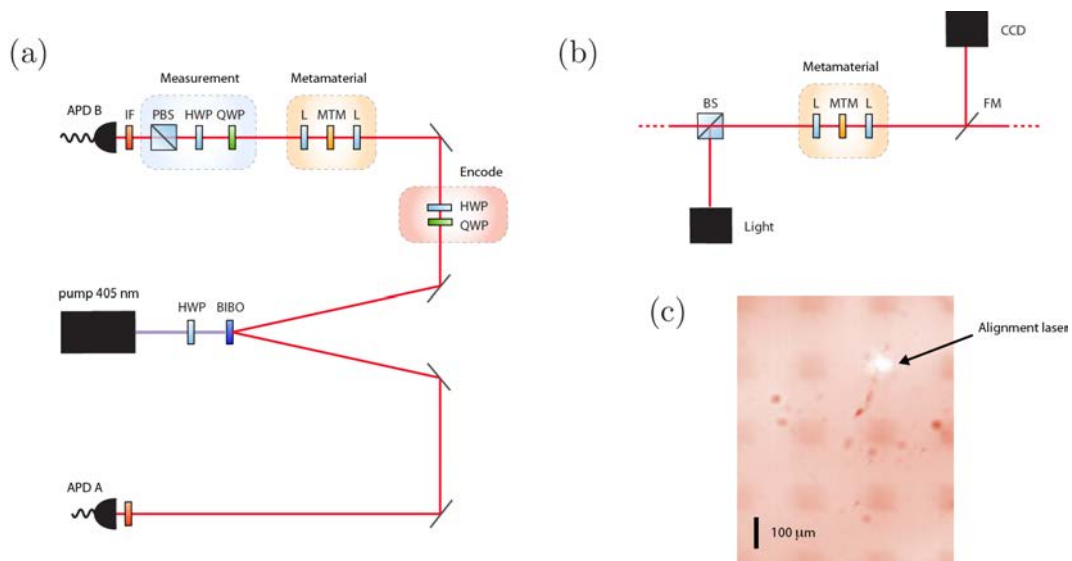 (a)
Measurement
Metamaterial
APD B
IF
PBS
HWP
QWP
L
MTM
L
Encode
HWP
QWP
pump 405 nm
HWP
BIBO
APD A
(b)
CCD
Metamaterial
BS
L
MTM
L
FM
Light
(c)
Alignment laser
100 μm